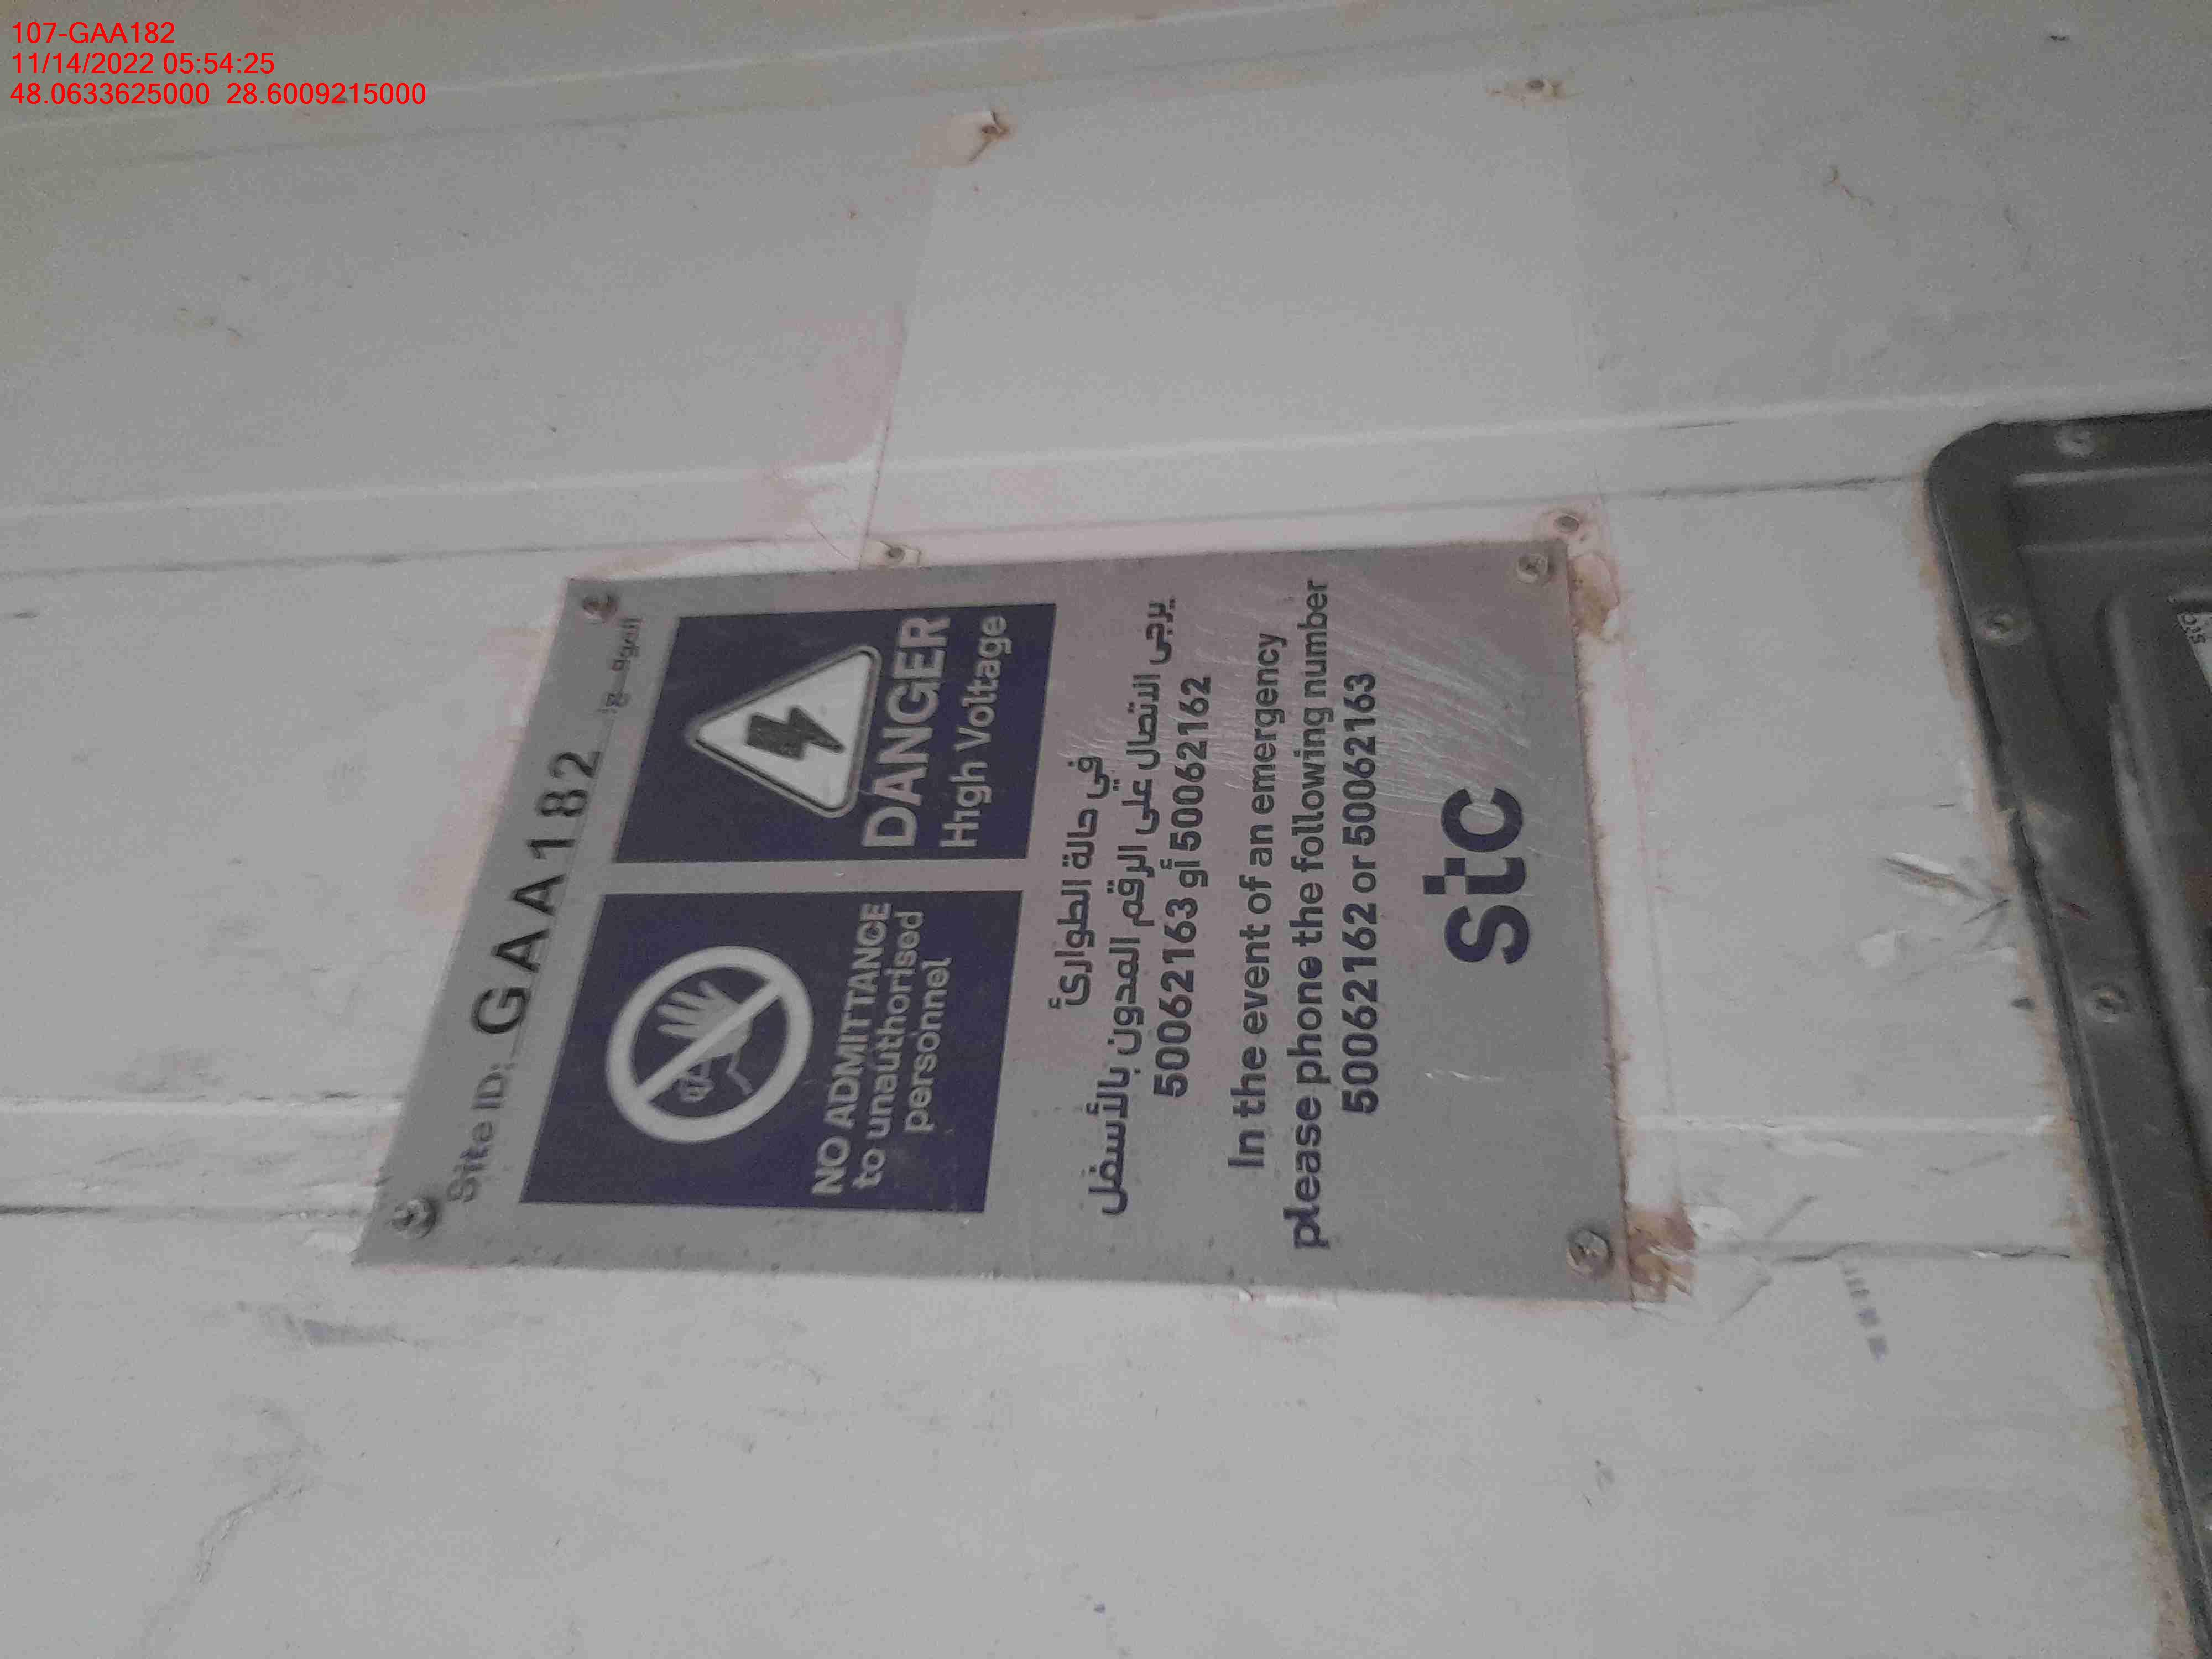 107-GAA182
11/14/2022 05:54:25
48.0633625000 28.6009215000
Site ID: GAA182
NO ADMITTANCE
to unauthorised
personnel
DANGER
High Voltage
في حالة الطوارئ
يرجى الاتصال على الرقم المدون بالأسفل
50062162 أو 50062163
In the event of an emergency
please phone the following number
50062162 or 50062163
stc